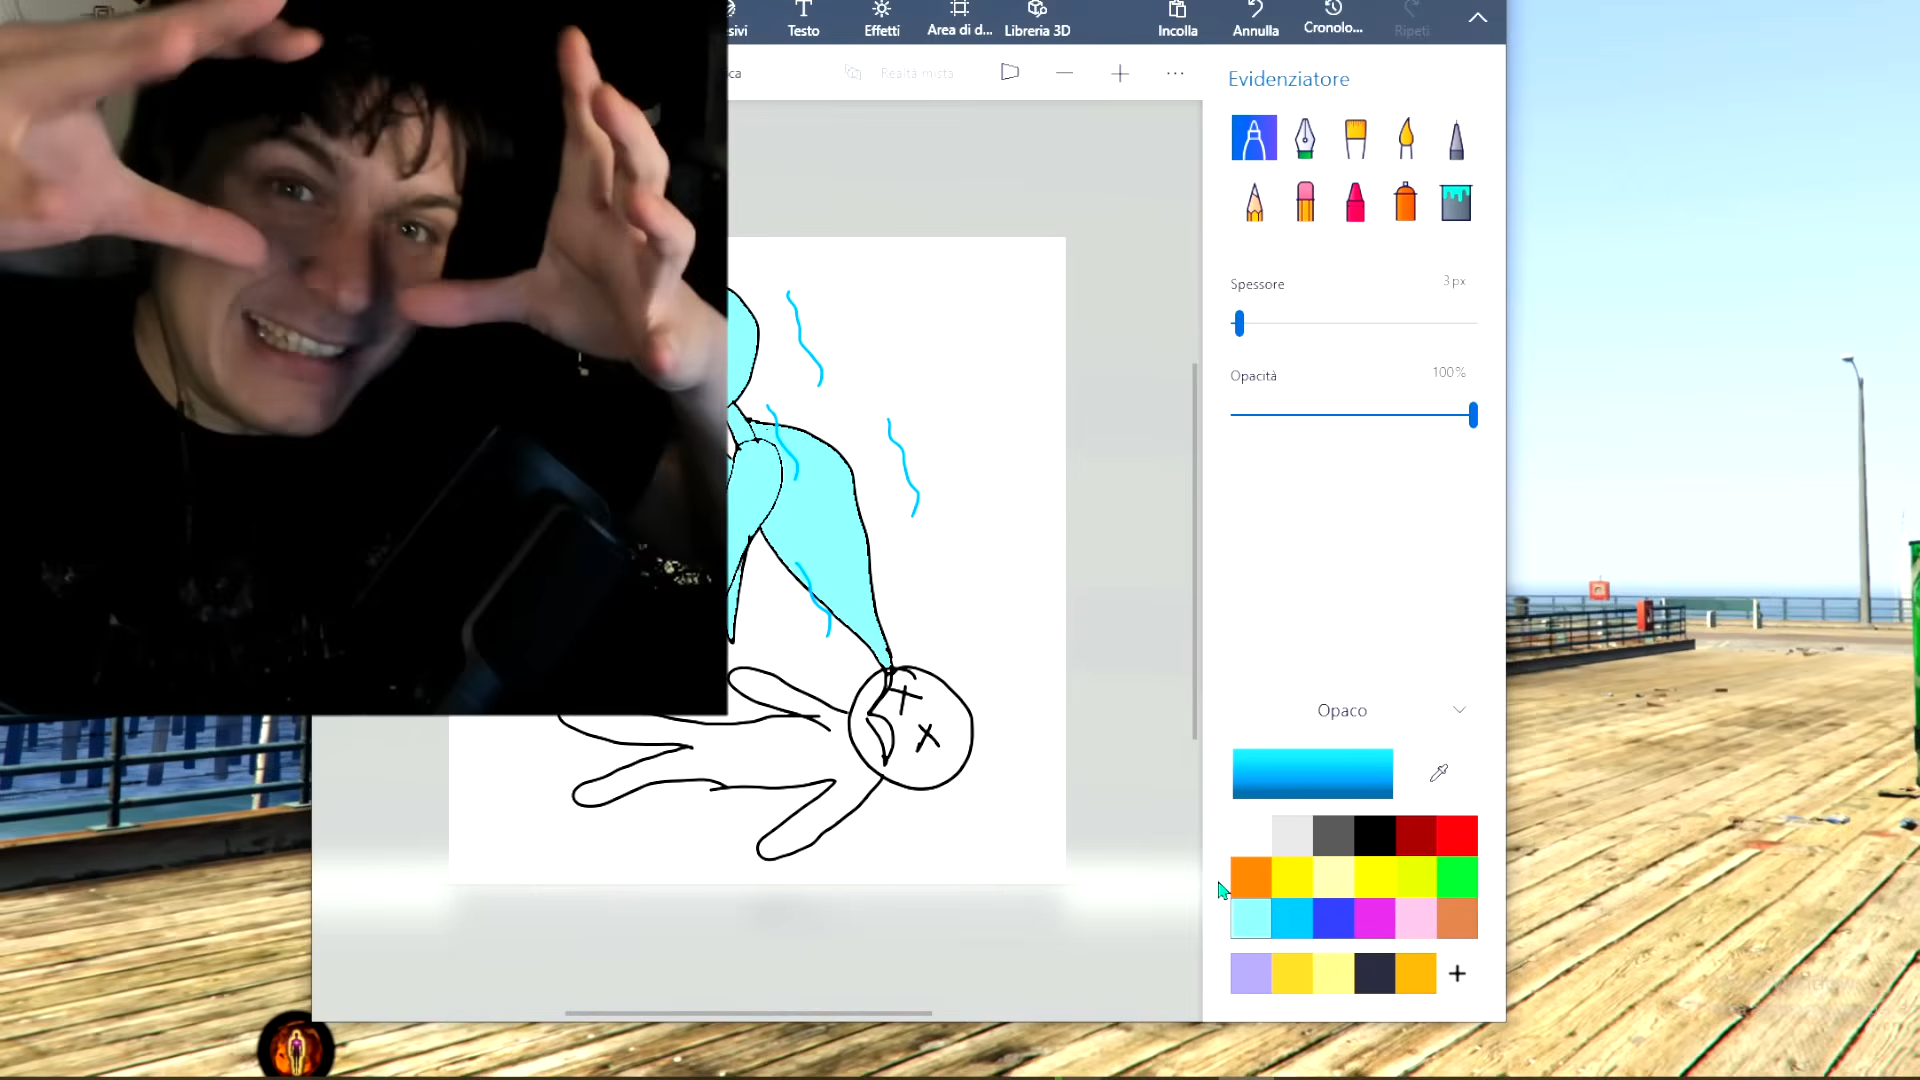 sivi
Testo
Effetti
Area di d...
Libreria 3D
Incolla
Annulla
Cronolo...
Ripeti
ca
Realtà mista
Evidenziatore
Spessore
3 px
Opacità
100%
Opaco